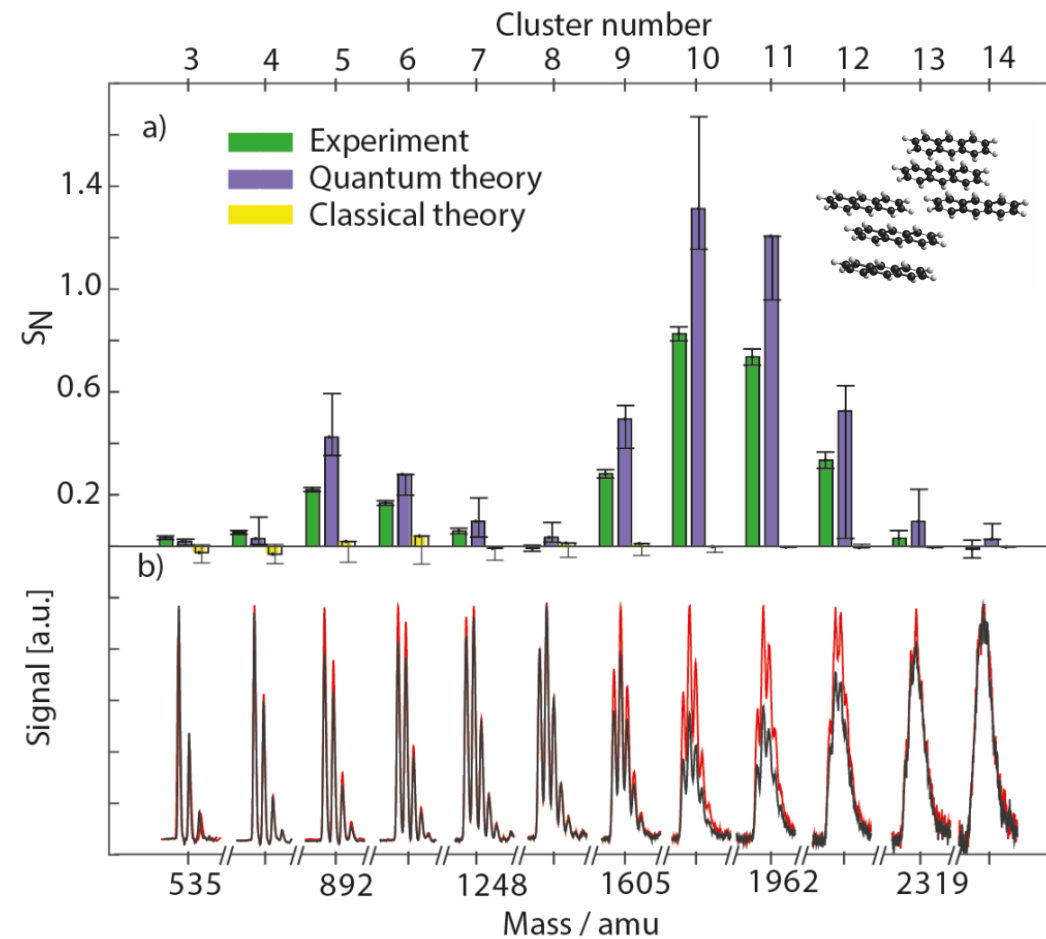 Cluster number
3 4 5 6 7 8 9 10 11 12 13 14
a)
Experiment
Quantum theory
Classical theory
1.4
1.0
0.6
0.2
SN
b)
Signal [a.u.]
535 892 1248 1605 1962 2319
Mass / amu